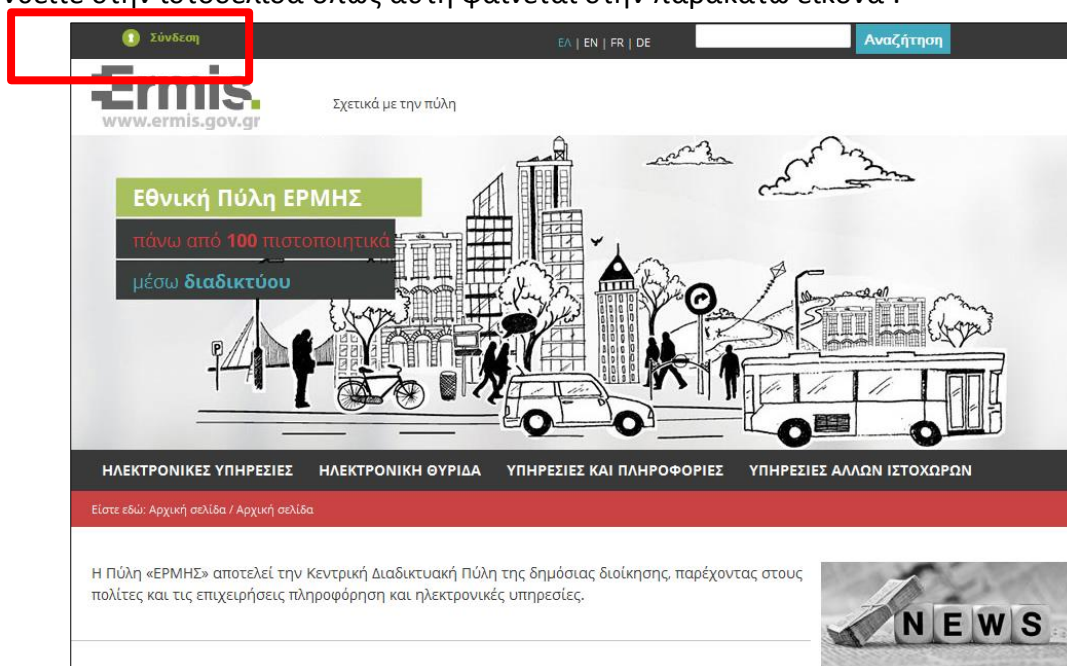 στην ιστοσελίδα όπως αυτή φαίνεται στην παρακάτω εικόνα :
Σύνδεση
ΕΛ | EN | FR | DE
Αναζήτηση
Ermis.
www.ermis.gov.gr
Σχετικά με την πύλη
Εθνική Πύλη ΕΡΜΗΣ
πάνω από 100 πιστοποιητικά
μέσω διαδικτύου
P
ΗΛΕΚΤΡΟΝΙΚΕΣ ΥΠΗΡΕΣΙΕΣ ΗΛΕΚΤΡΟΝΙΚΗ ΘΥΡΙΔΑ ΥΠΗΡΕΣΙΕΣ ΚΑΙ ΠΛΗΡΟΦΟΡΙΕΣ ΥΠΗΡΕΣΙΕΣ ΑΛΛΩΝ ΙΣΤΟΧΩΡΩΝ
Είστε εδώ: Αρχική σελίδα / Αρχική σελίδα
Η Πύλη «ΕΡΜΗΣ» αποτελεί την Κεντρική Διαδικτυακή Πύλη της δημόσιας διοίκησης, παρέχοντας στους
πολίτες και τις επιχειρήσεις πληροφόρηση και ηλεκτρονικές υπηρεσίες.
NEWS